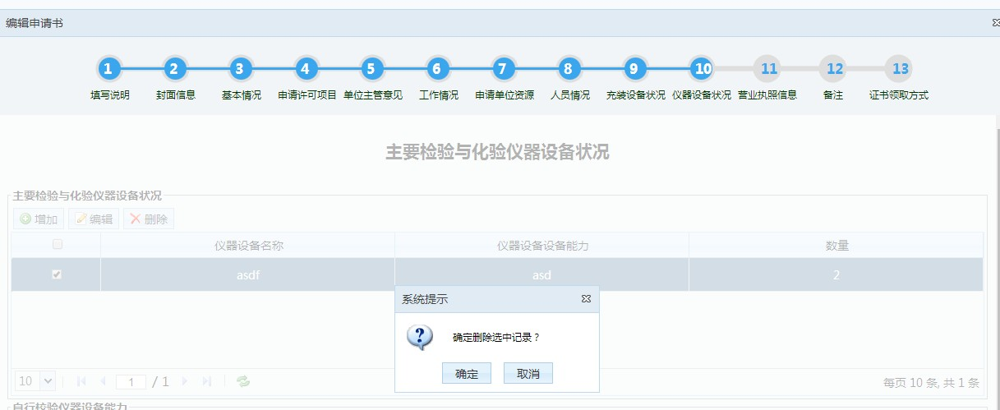 编辑申请书
1 2 3 4 5 6 7 8 9 10 11 12 13
填写说明 封面信息 基本情况 申请许可项目 单位主管意见 工作情况 申请单位资源 人员情况 充装设备状况 仪器设备状况 营业执照信息 备注 证书领取方式
主要检验与化验仪器设备状况
主要检验与化验仪器设备状况
增加 编辑 删除
仪器设备名称 仪器设备设备能力 数量
asdf asd 2
系统提示
确定删除选中记录？
确定 取消
10 1 / 1 每页 10 条, 共 1 条
自行校验仪器设备能力